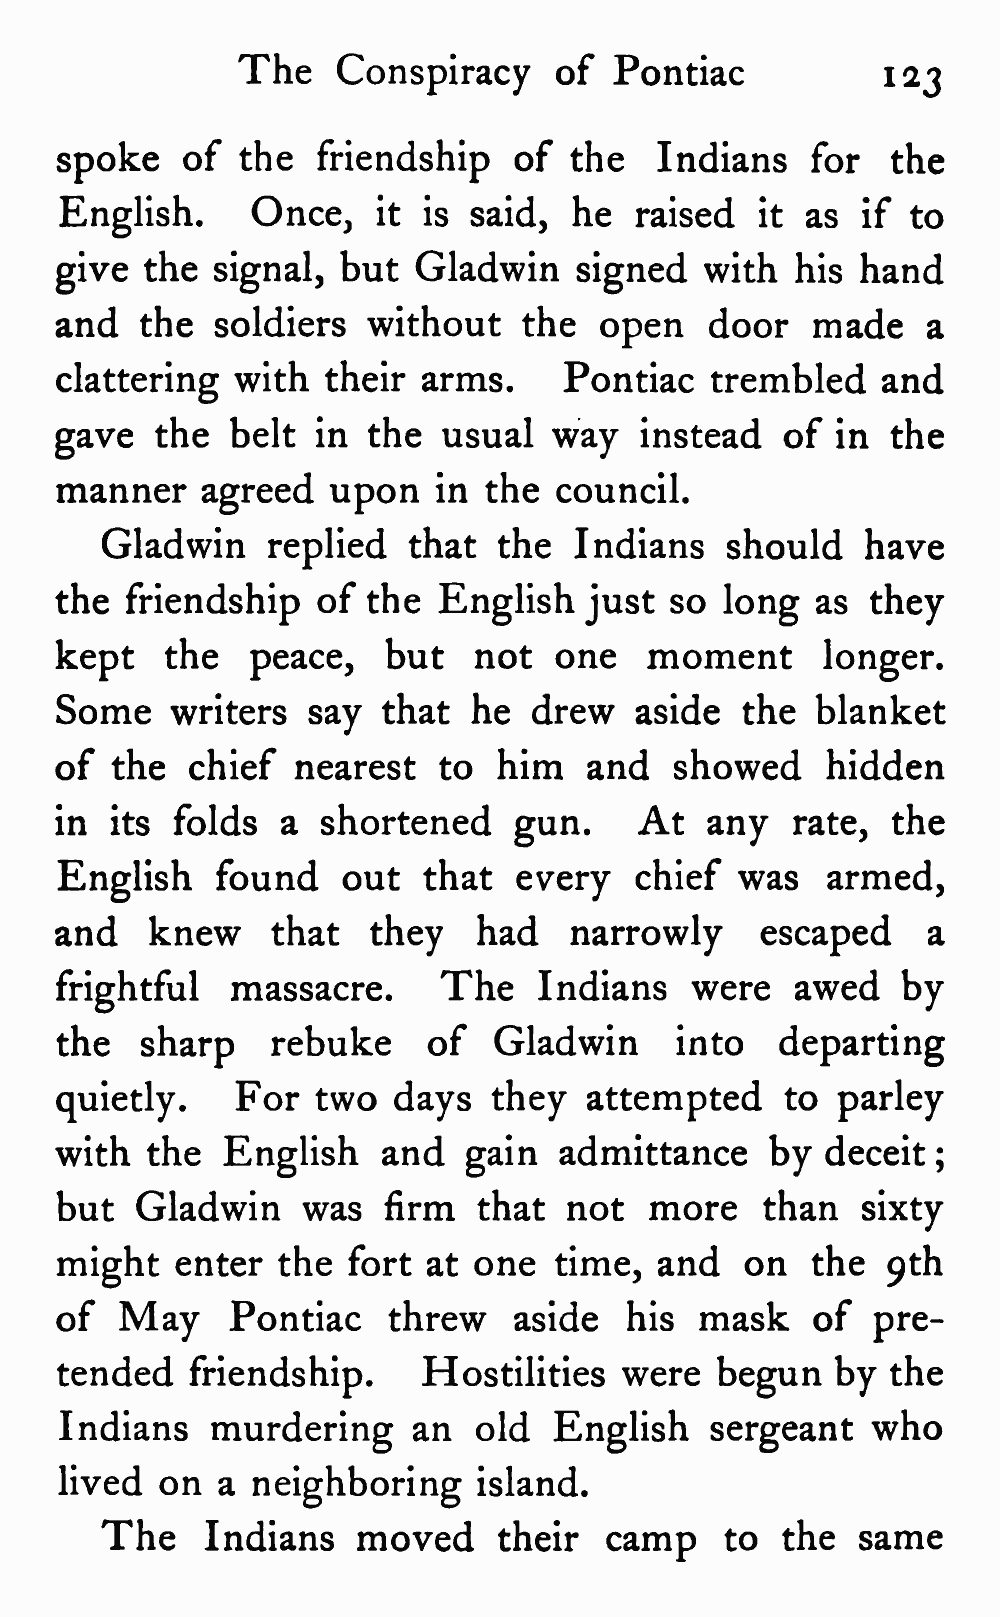 The Conspiracy of Pontiac 123
spoke of the friendship of the Indians for the
English. Once, it is said, he raised it as if to
give the signal, but Gladwin signed with his hand
and the soldiers without the open door made a
clattering with their arms. Pontiac trembled and
gave the belt in the usual way instead of in the
manner agreed upon in the council.
Gladwin replied that the Indians should have
the friendship of the English just so long as they
kept the peace, but not one moment longer.
Some writers say that he drew aside the blanket
of the chief nearest to him and showed hidden
in its folds a shortened gun. At any rate, the
English found out that every chief was armed,
and knew that they had narrowly escaped a
frightful massacre. The Indians were awed by
the sharp rebuke of Gladwin into departing
quietly. For two days they attempted to parley
with the English and gain admittance by deceit;
but Gladwin was firm that not more than sixty
might enter the fort at one time, and on the 9th
of May Pontiac threw aside his mask of pre-
tended friendship. Hostilities were begun by the
Indians murdering an old English sergeant who
lived on a neighboring island.
The Indians moved their camp to the same